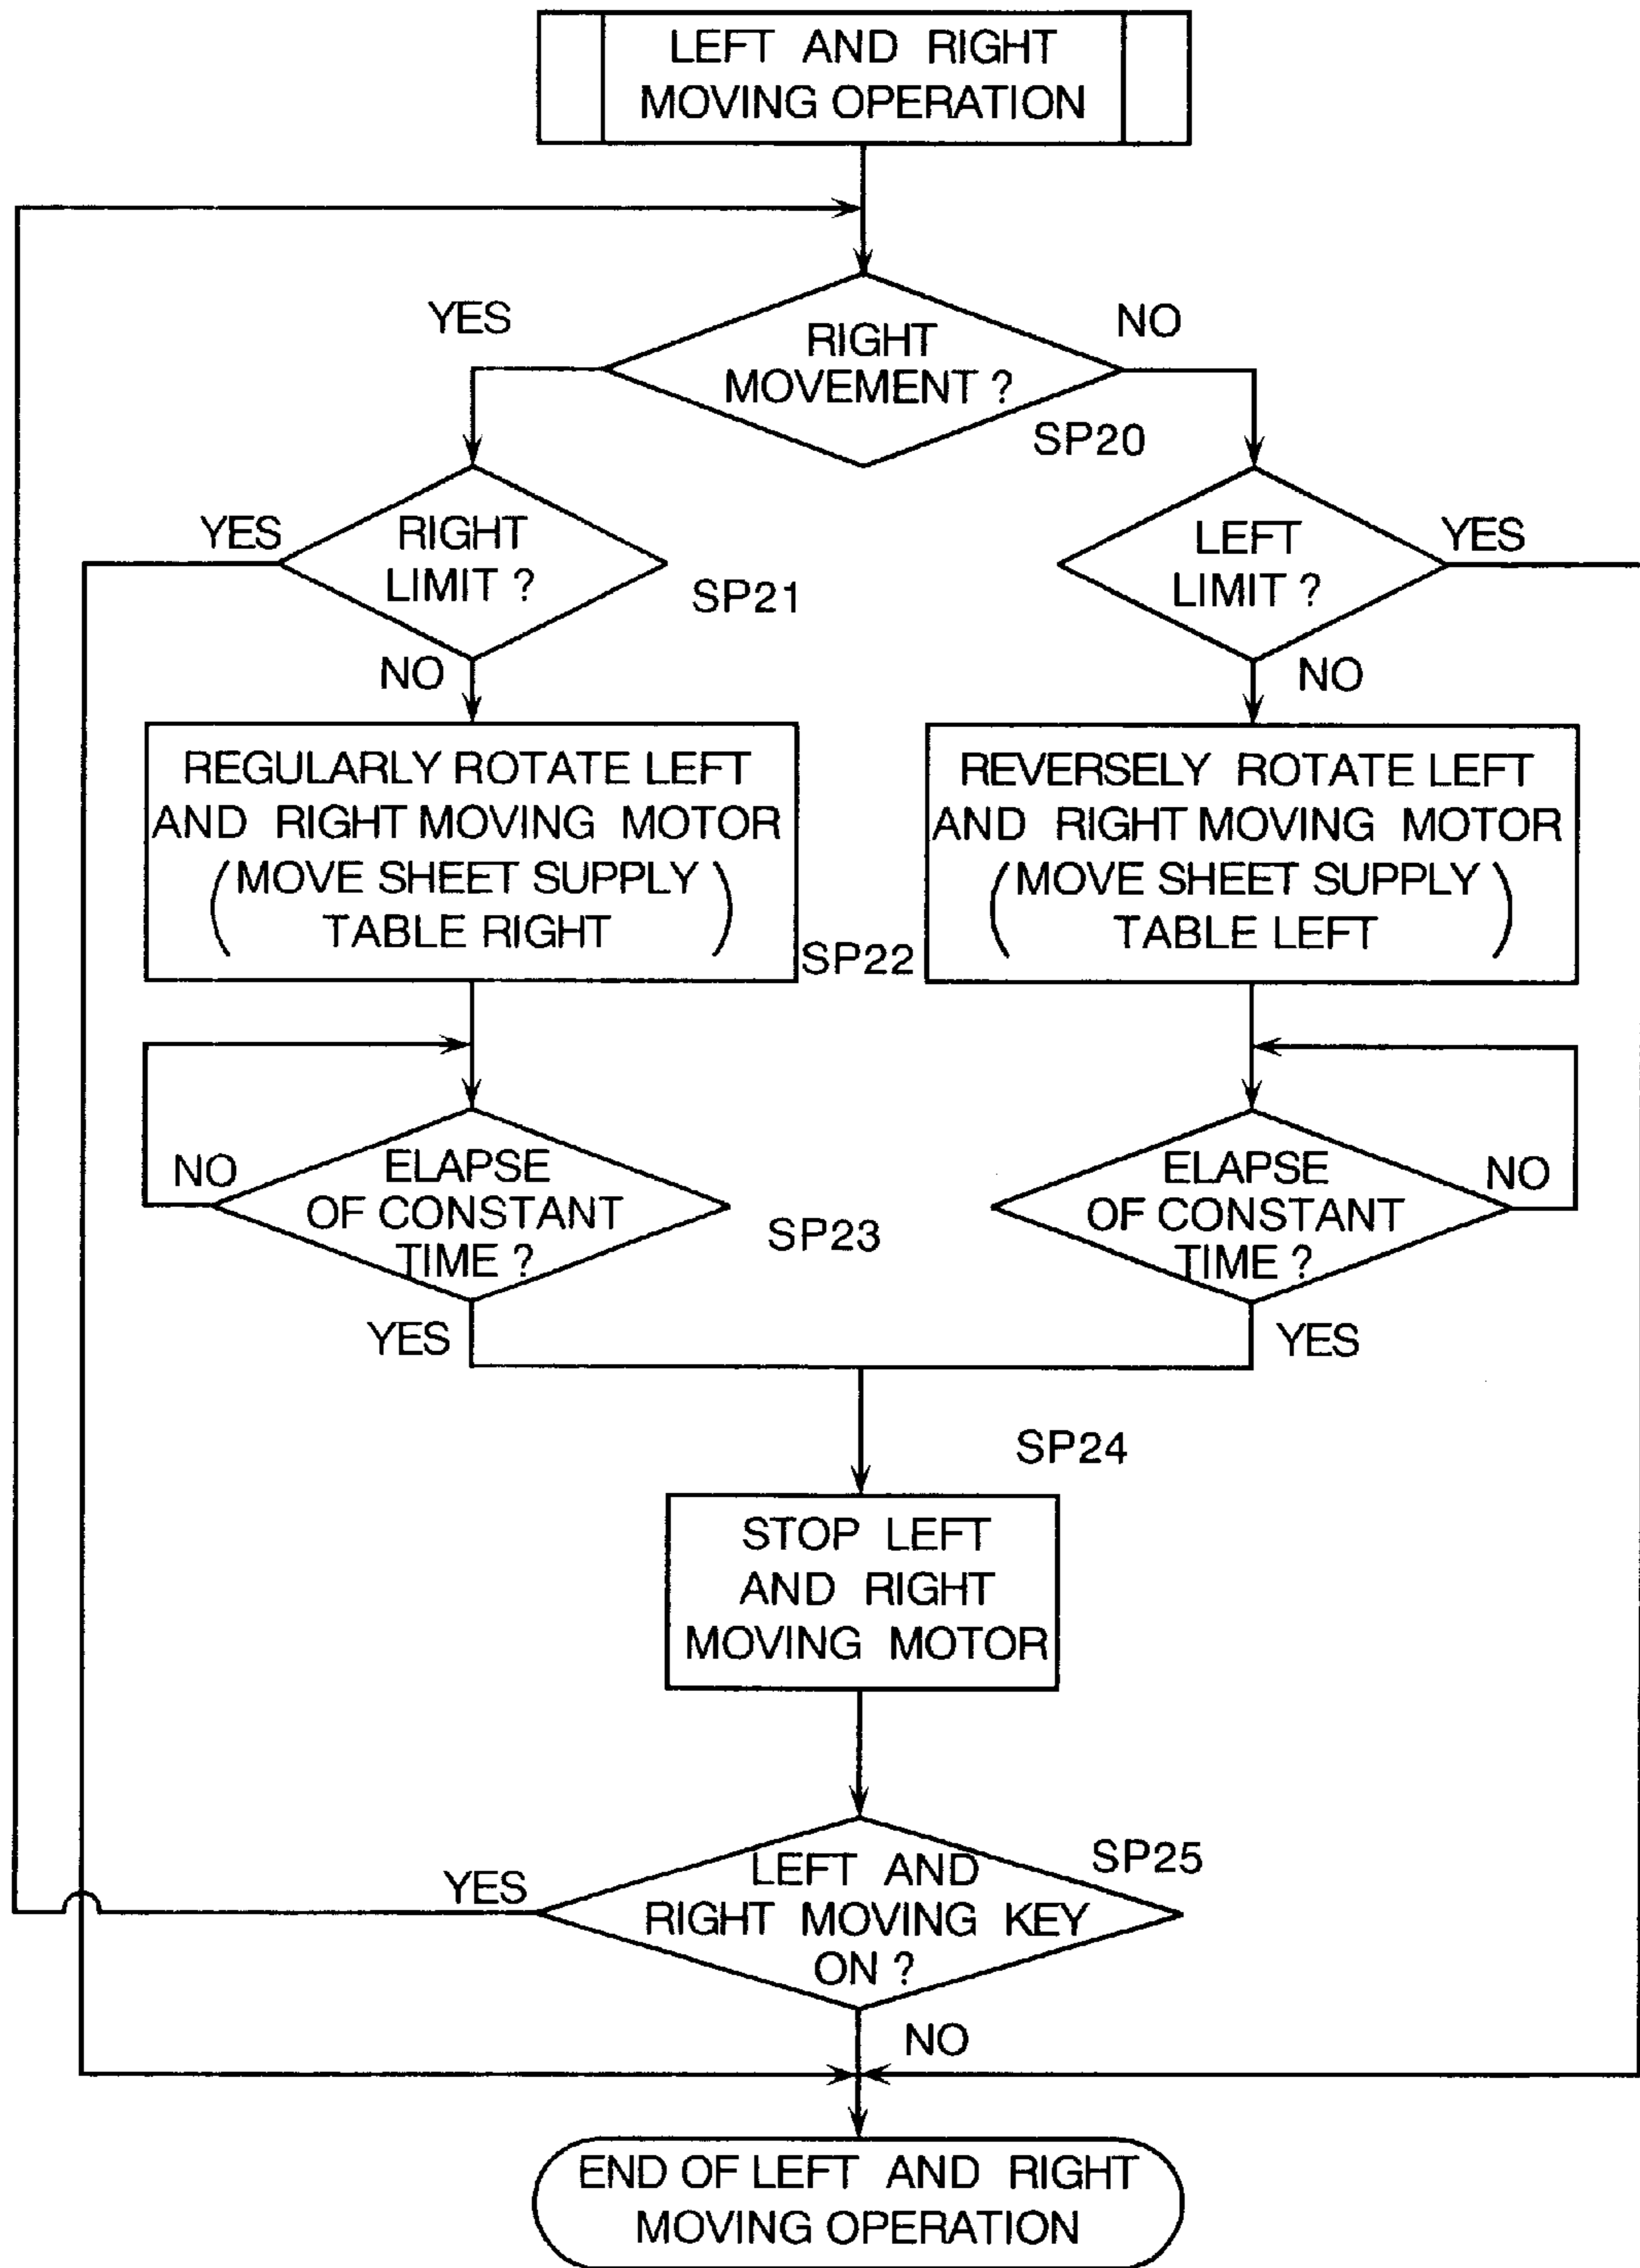 LEFT AND RIGHT
MOVING OPERATION
YES
NO
RIGHT
MOVEMENT ?
SP20
YES
RIGHT
LIMIT ?
SP21
NO
LEFT
LIMIT ?
YES
NO
REGULARLY ROTATE LEFT
AND RIGHT MOVING MOTOR
(MOVE SHEET SUPPLY
TABLE RIGHT)
SP22
REVERSELY ROTATE LEFT
AND RIGHT MOVING MOTOR
(MOVE SHEET SUPPLY
TABLE LEFT)
NO
ELAPSE
OF CONSTANT
TIME ?
SP23
YES
ELAPSE
OF CONSTANT
TIME ?
NO
YES
SP24
STOP LEFT
AND RIGHT
MOVING MOTOR
YES
LEFT AND
RIGHT MOVING KEY
ON ?
SP25
NO
END OF LEFT AND RIGHT
MOVING OPERATION